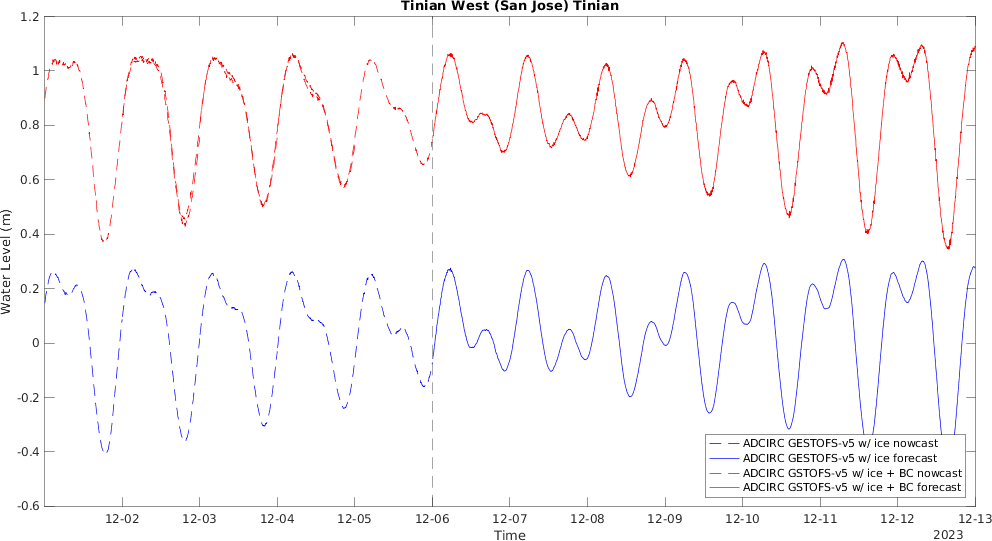 Tinian West (San Jose) Tinian
1.2
1
0.8
0.6
0.4
0.2
0
-0.2
-0.4
-0.6
Water Level (m)
ADCIRC GESTOFS-v5 w/ ice nowcast
ADCIRC GESTOFS-v5 w/ ice forecast
ADCIRC GSTOFS-v5 w/ ice + BC nowcast
ADCIRC GSTOFS-v5 w/ ice + BC forecast
12-02 12-03 12-04 12-05 12-06 12-07 12-08 12-09 12-10 12-11 12-12 12-13
Time
2023